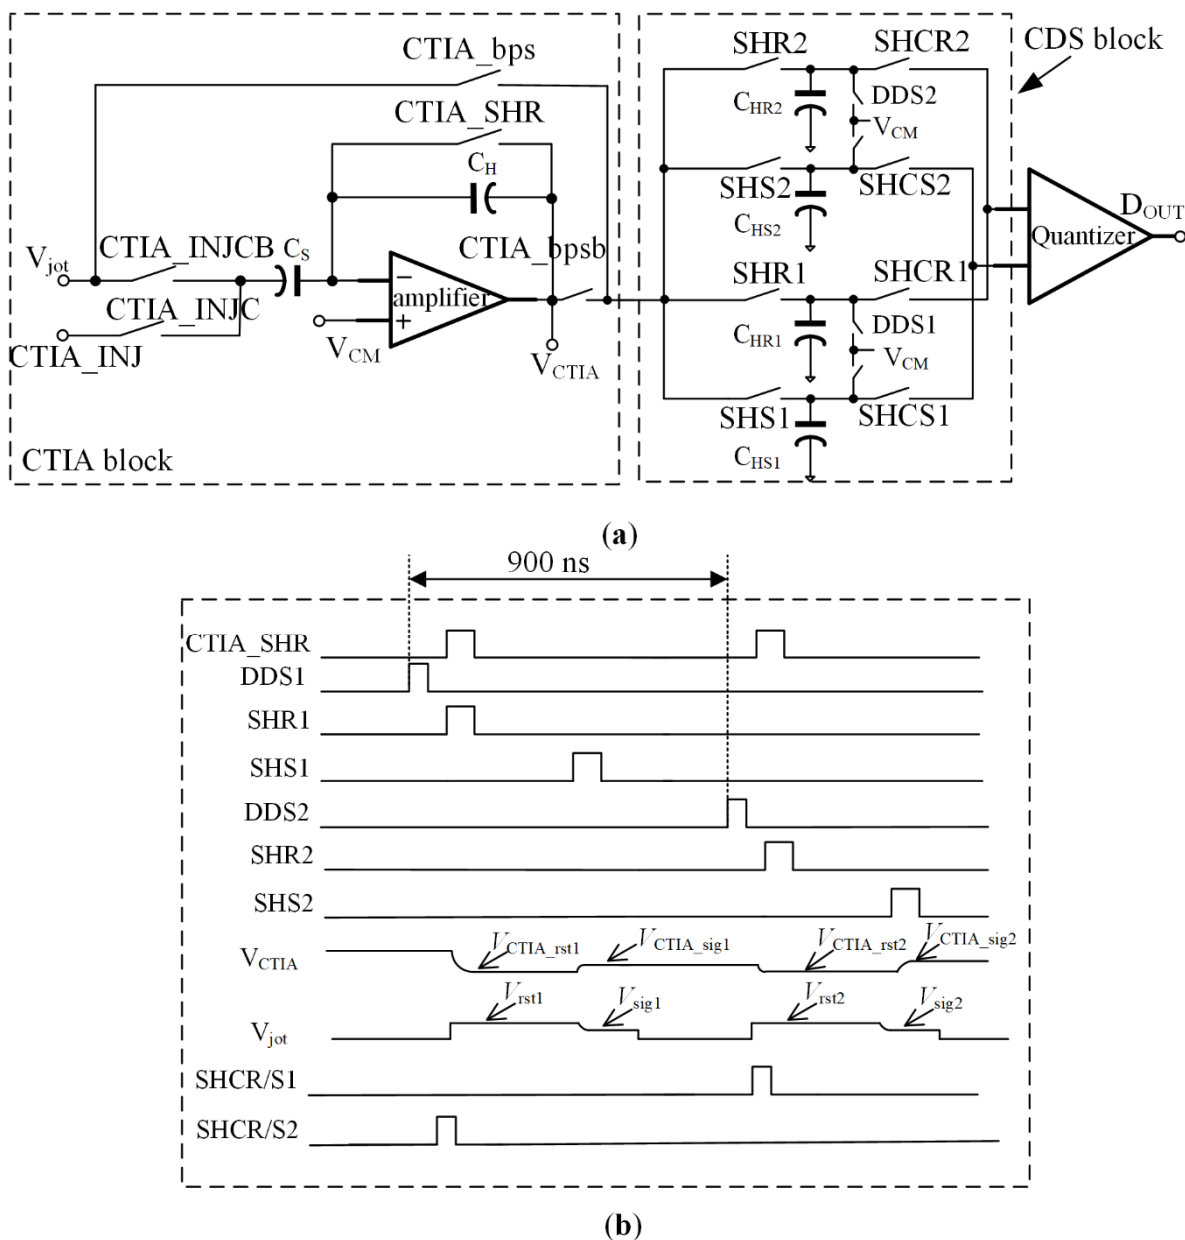 SHR2
SHCR2
CDS block
CTIA_bps
CHR2
DDS2
VCM
CTIA_SHR
CH
SHS2
SHCS2
CHS2
DOUT
Quantizer
Vjot
CTIA_INJCB
CS
CTIA_bpsb
SHR1
SHCR1
CTIA_INJC
amplifier
−
+
CTIA_INJ
VCM
VCTIA
CHR1
DDS1
VCM
SHS1
SHCS1
CHS1
CTIA block
(a)
900 ns
CTIA_SHR
DDS1
SHR1
SHS1
DDS2
SHR2
SHS2
VCTIA
VCTIA_rst1
VCTIA_sig1
VCTIA_rst2
VCTIA_sig2
Vjot
Vrst1
Vsig1
Vrst2
Vsig2
SHCR/S1
SHCR/S2
(b)